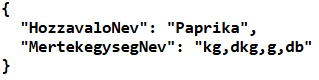 {
  "HozzavaloNev": "Paprika",
  "MertekegysegNev": "kg,dkg,g,db"
}